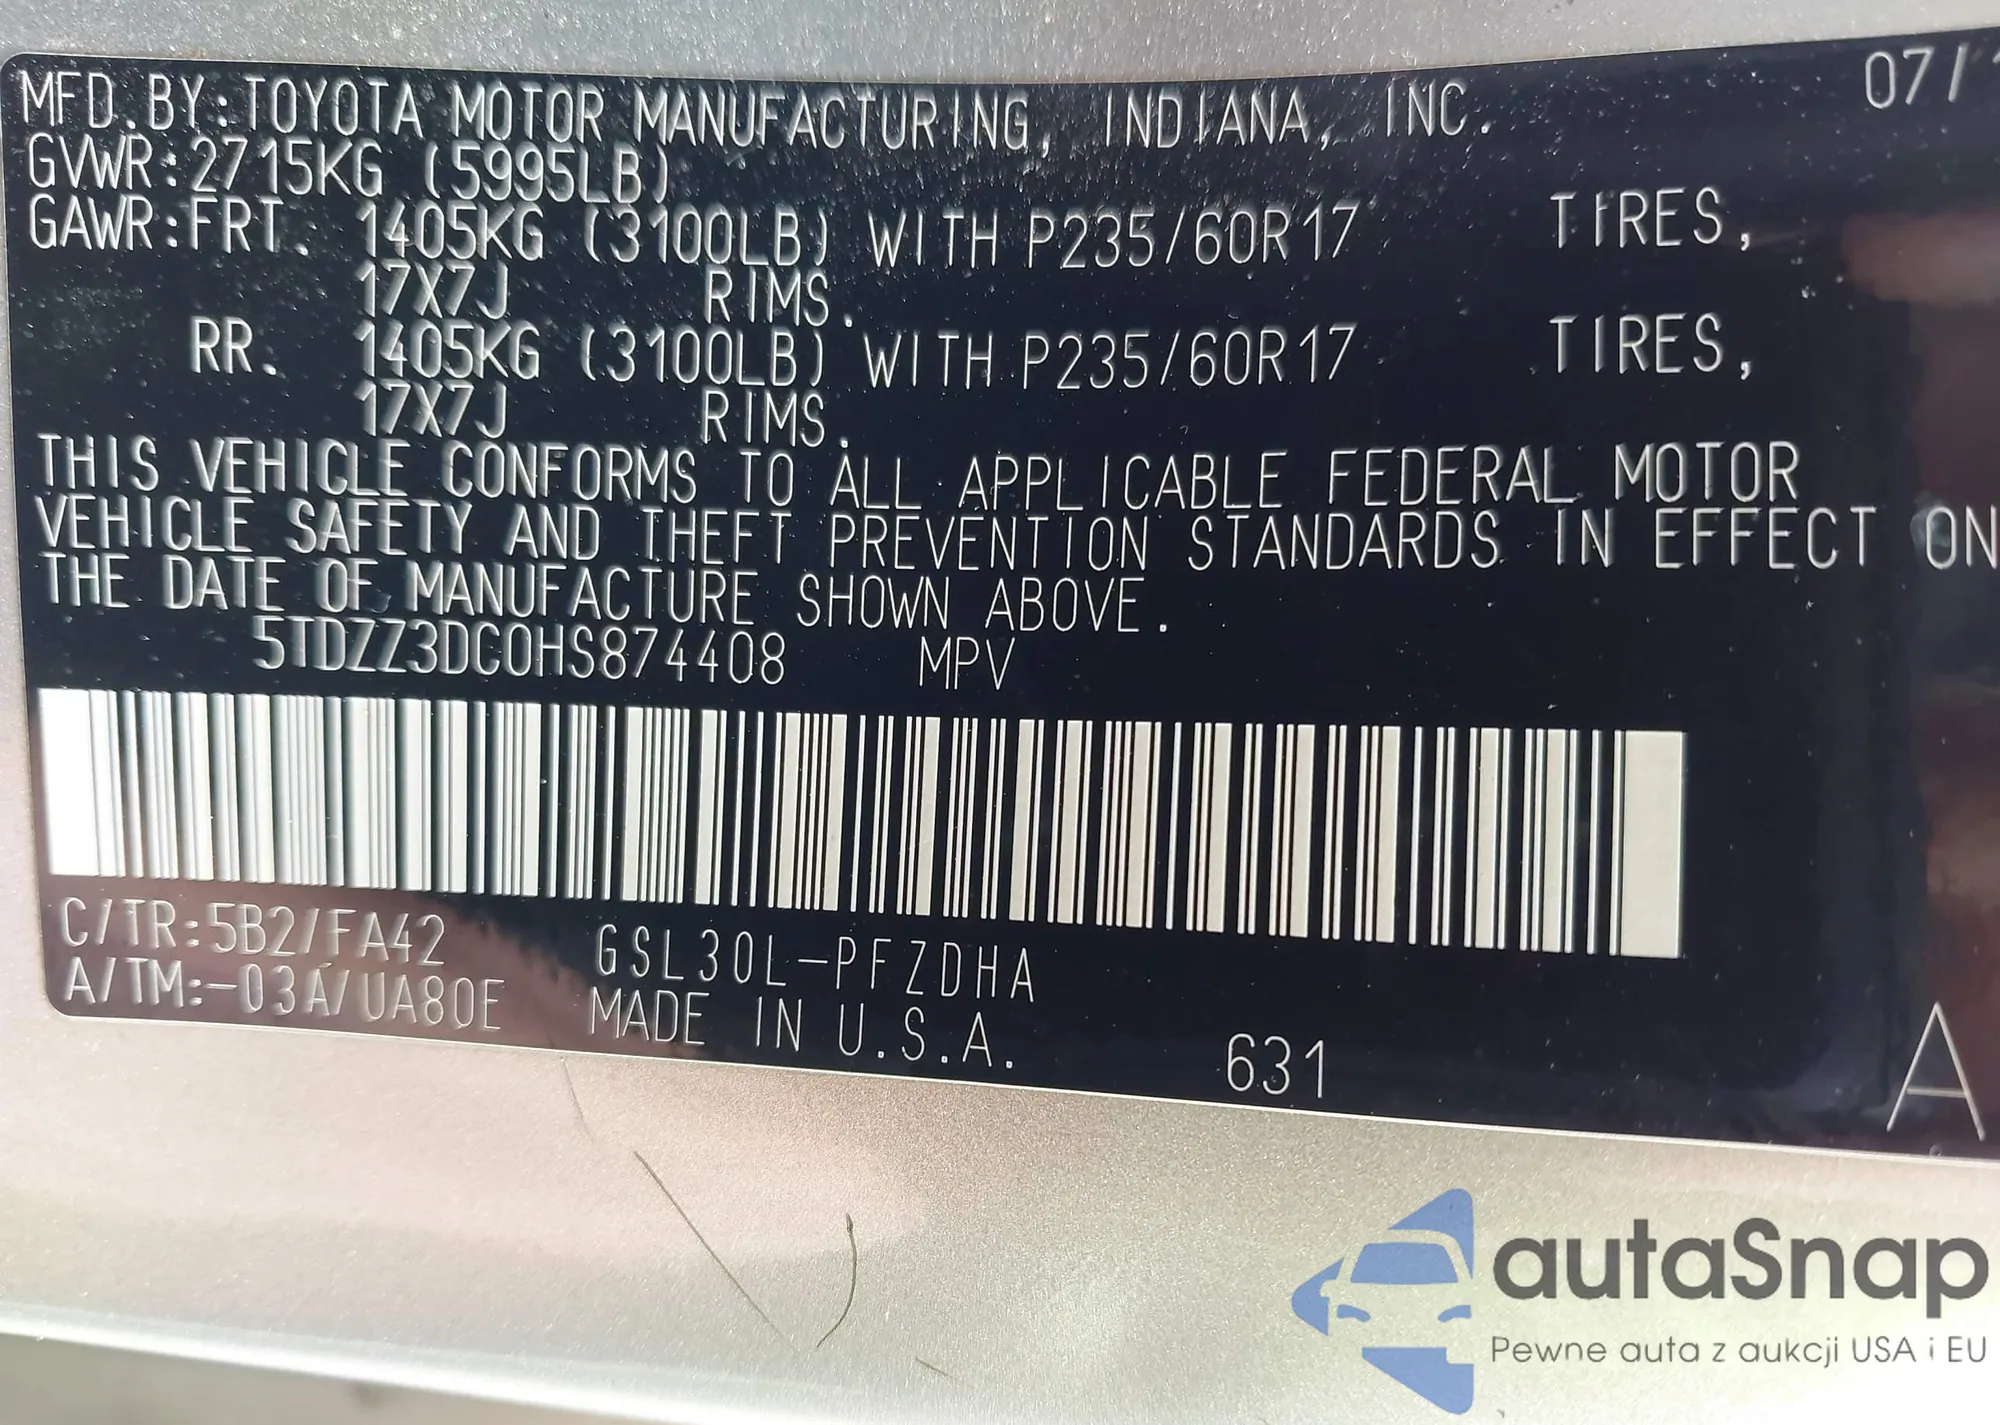 MFD. BY: TOYOTA MOTOR MANUFACTURING, INDIANA, INC. 07/
GVWR: 2715KG (5995LB)
GAWR: FRT. 1405KG (3100LB) WITH P235/60R17 TIRES,
17X7J RIMS.
RR. 1405KG (3100LB) WITH P235/60R17 TIRES,
17X7J RIMS.
THIS VEHICLE CONFORMS TO ALL APPLICABLE FEDERAL MOTOR
VEHICLE SAFETY AND THEFT PREVENTION STANDARDS IN EFFECT ON
THE DATE OF MANUFACTURE SHOWN ABOVE.
5TDZZ3DC0HS874408 MPV
C/TR: 5B2/FA42 GSL30L-PFZDHA
A/TM: -03A/UA80E MADE IN U.S.A. 631 A
autaSnap
Pewne auta z aukcji USA i EU